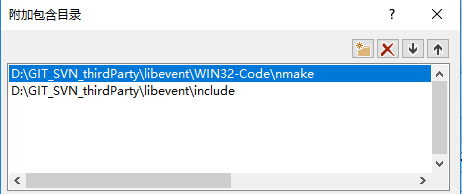 附加包含目录
D:\GIT_SVN_thirdParty\libevent\WIN32-Code\nmake
D:\GIT_SVN_thirdParty\libevent\include